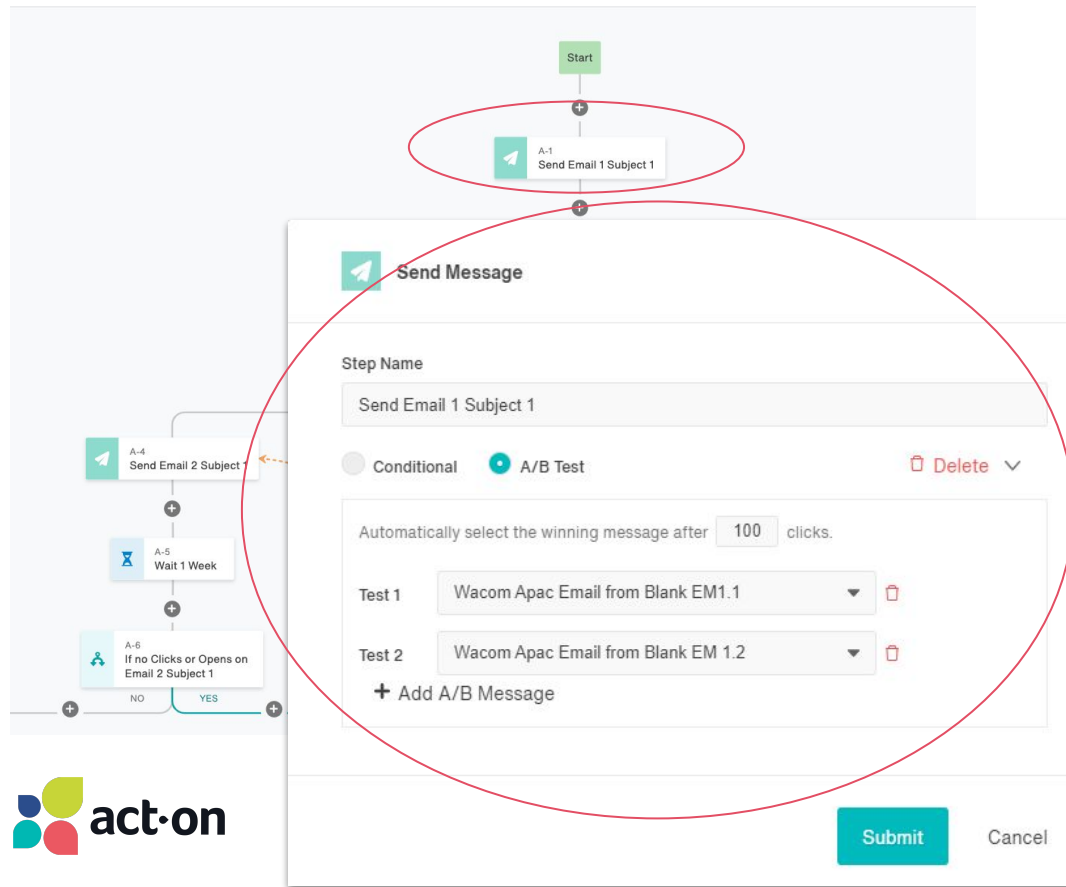 Start
A-1
Send Email 1 Subject 1
Send Message
Step Name
Send Email 1 Subject 1
Conditional
A/B Test
Delete
Automatically select the winning message after 100 clicks.
Test 1
Wacom Apac Email from Blank EM1.1
Test 2
Wacom Apac Email from Blank EM 1.2
+ Add A/B Message
Submit
Cancel
A-4
Send Email 2 Subject 1
A-5
Wait 1 Week
A-6
If no Clicks or Opens on
Email 2 Subject 1
NO
YES
act·on